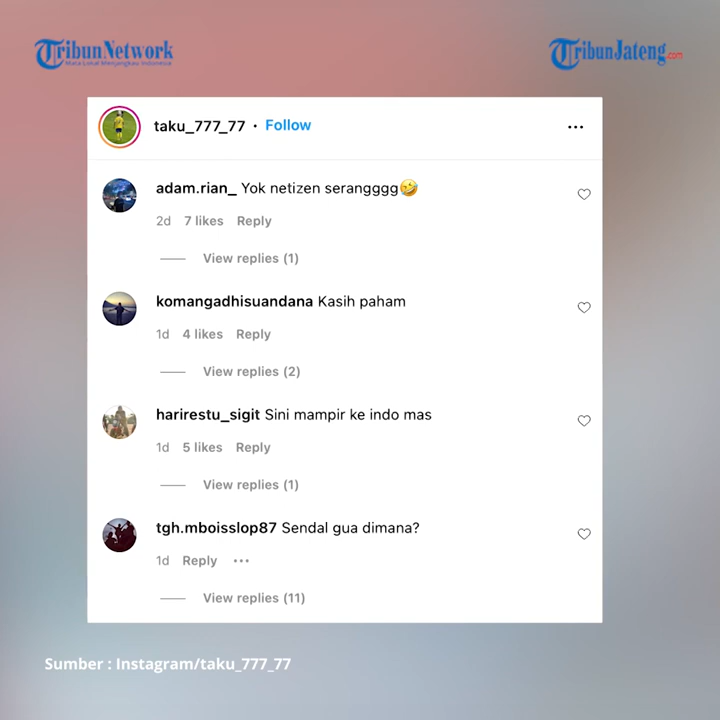 TribunNetwork
Mata Lokal Menjangkau Indonesia
TribunJateng.com
taku_777_77 • Follow
adam.rian_ Yok netizen serangggg🤣
2d 7 likes Reply
View replies (1)
komangadhisuandana Kasih paham
1d 4 likes Reply
View replies (2)
harirestu_sigit Sini mampir ke indo mas
1d 5 likes Reply
View replies (1)
tgh.mboisslop87 Sendal gua dimana?
1d Reply
View replies (11)
Sumber : Instagram/taku_777_77